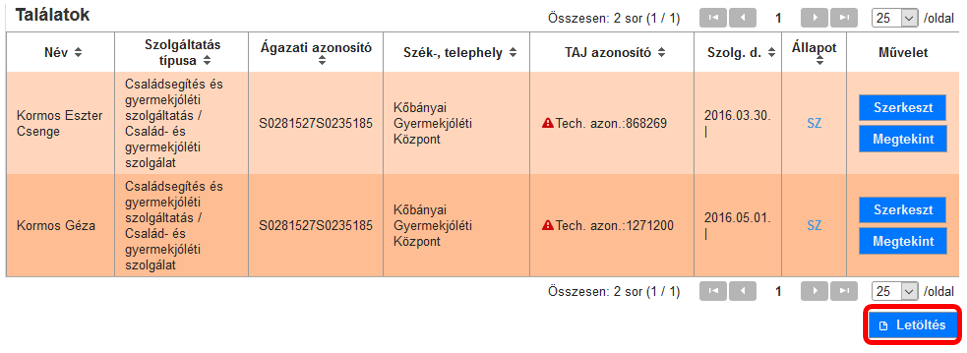 Találatok
Összesen: 2 sor (1 / 1) 1 25 /oldal
Név Szolgáltatás típusa Ágazati azonosító Szék-, telephely TAJ azonosító Szolg. d. Állapot Művelet
Kormos Eszter
Csenge
Családsegítés és
gyermekjóléti
szolgáltatás /
Család- és
gyermekjóléti
szolgálat
S0281527S0235185
Kőbányai
Gyermekjóléti
Központ
Tech. azon.:868269
2016.03.30.
|
SZ
Szerkeszt
Megtekint
Kormos Géza
Családsegítés és
gyermekjóléti
szolgáltatás /
Család- és
gyermekjóléti
szolgálat
S0281527S0235185
Kőbányai
Gyermekjóléti
Központ
Tech. azon.:1271200
2016.05.01.
|
SZ
Szerkeszt
Megtekint
Összesen: 2 sor (1 / 1) 1 25 /oldal
Letöltés